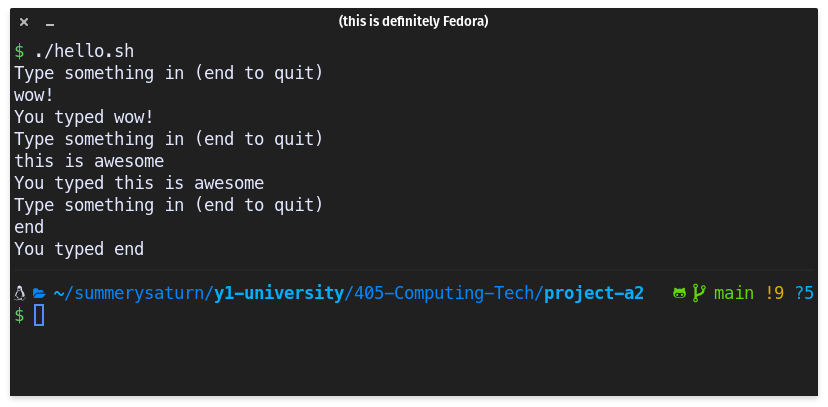 (this is definitely Fedora)
$ ./hello.sh
Type something in (end to quit)
wow!
You typed wow!
Type something in (end to quit)
this is awesome
You typed this is awesome
Type something in (end to quit)
end
You typed end
~/summerysaturn/y1-university/405-Computing-Tech/project-a2 main !9 ?5
$